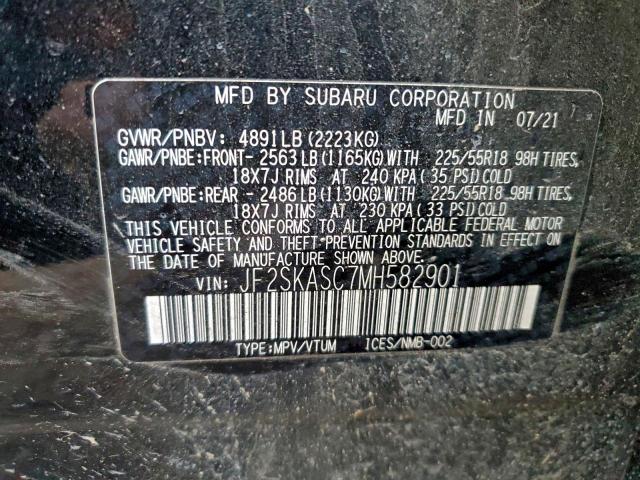 MFD BY SUBARU CORPORATION
MFD IN 07/21
GVWR/PNBV: 4891LB(2223KG)
GAWR/PNBE:FRONT- 2563LB(1165KG)WITH 225/55R18 98H TIRES,
18X7J RIMS AT 240 KPA(35 PSI)COLD
GAWR/PNBE:REAR - 2486LB(1130KG)WITH 225/55R18 98H TIRES,
18X7J RIMS AT 230 KPA(33 PSI)COLD
THIS VEHICLE CONFORMS TO ALL APPLICABLE FEDERAL MOTOR
VEHICLE SAFETY AND THEFT PREVENTION STANDARDS IN EFFECT ON
THE DATE OF MANUFACTURE SHOWN ABOVE.
VIN: JF2SKASC7MH582901
TYPE:MPV/VTUM ICES/NMB-002